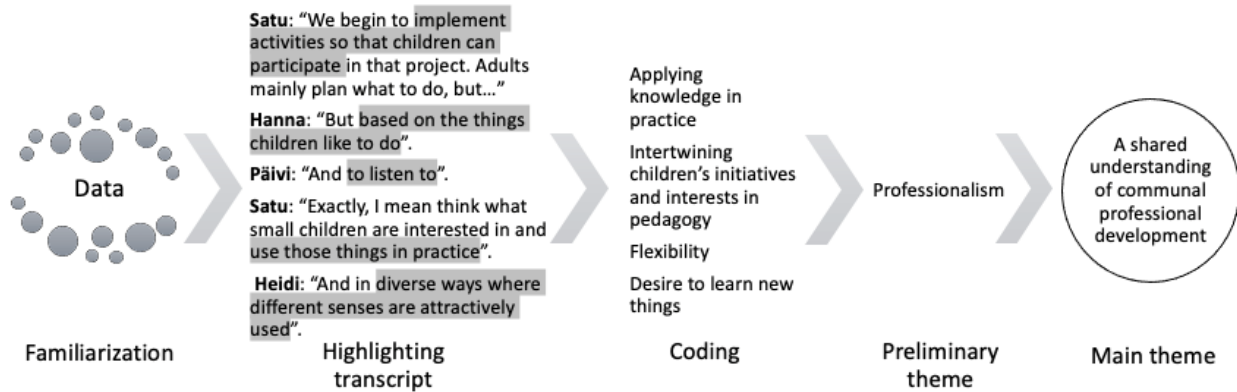 Data
Familiarization
Satu: “We begin to implement
activities so that children can
participate in that project. Adults
mainly plan what to do, but…”
Hanna: “But based on the things
children like to do”.
Päivi: “And to listen to”.
Satu: “Exactly, I mean think what
small children are interested in and
use those things in practice”.
Heidi: “And in diverse ways where
different senses are attractively
used”.
Highlighting
transcript
Applying
knowledge in
practice
Intertwining
children’s initiatives
and interests in
pedagogy
Flexibility
Desire to learn new
things
Coding
Professionalism
Preliminary
theme
A shared
understanding
of communal
professional
development
Main theme